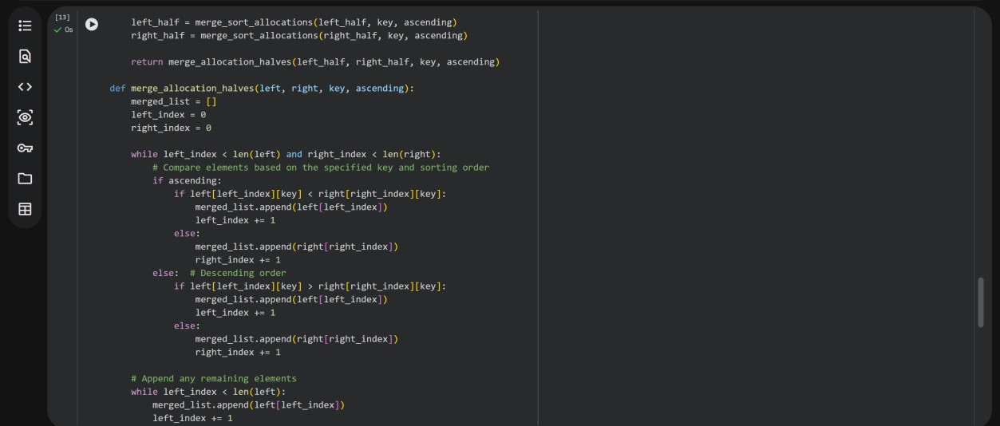 [13]
0s
left_half = merge_sort_allocations(left_half, key, ascending)
right_half = merge_sort_allocations(right_half, key, ascending)
return merge_allocation_halves(left_half, right_half, key, ascending)
def merge_allocation_halves(left, right, key, ascending):
merged_list = []
left_index = 0
right_index = 0
while left_index < len(left) and right_index < len(right):
# Compare elements based on the specified key and sorting order
if ascending:
if left[left_index][key] < right[right_index][key]:
merged_list.append(left[left_index])
left_index += 1
else:
merged_list.append(right[right_index])
right_index += 1
else:  # Descending order
if left[left_index][key] > right[right_index][key]:
merged_list.append(left[left_index])
left_index += 1
else:
merged_list.append(right[right_index])
right_index += 1
# Append any remaining elements
while left_index < len(left):
merged_list.append(left[left_index])
left_index += 1